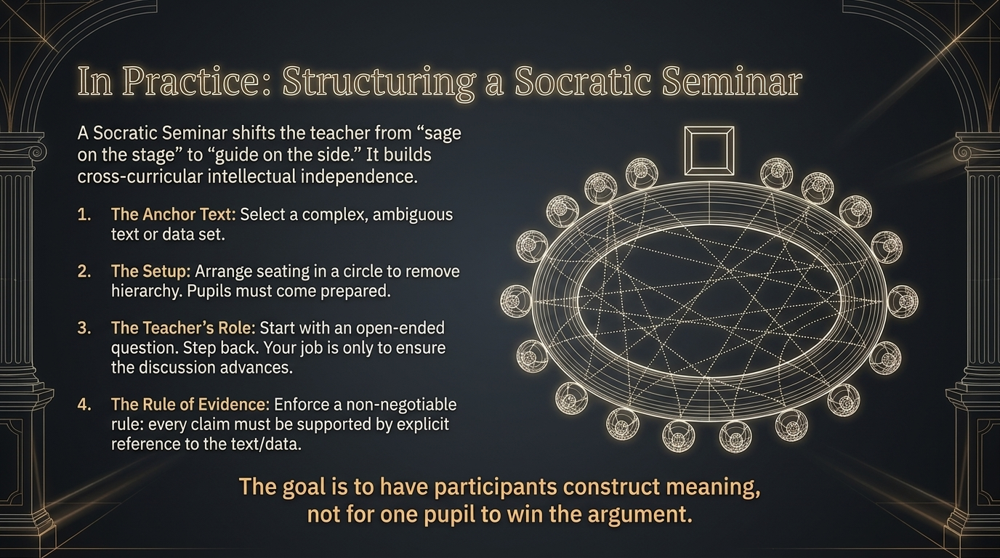 In Practice: Structuring a Socratic Seminar
A Socratic Seminar shifts the teacher from “sage
on the stage” to “guide on the side.” It builds
cross-curricular intellectual independence.
1. The Anchor Text: Select a complex, ambiguous
text or data set.
2. The Setup: Arrange seating in a circle to remove
hierarchy. Pupils must come prepared.
3. The Teacher’s Role: Start with an open-ended
question. Step back. Your job is only to ensure
the discussion advances.
4. The Rule of Evidence: Enforce a non-negotiable
rule: every claim must be supported by explicit
reference to the text/data.
The goal is to have participants construct meaning,
not for one pupil to win the argument.